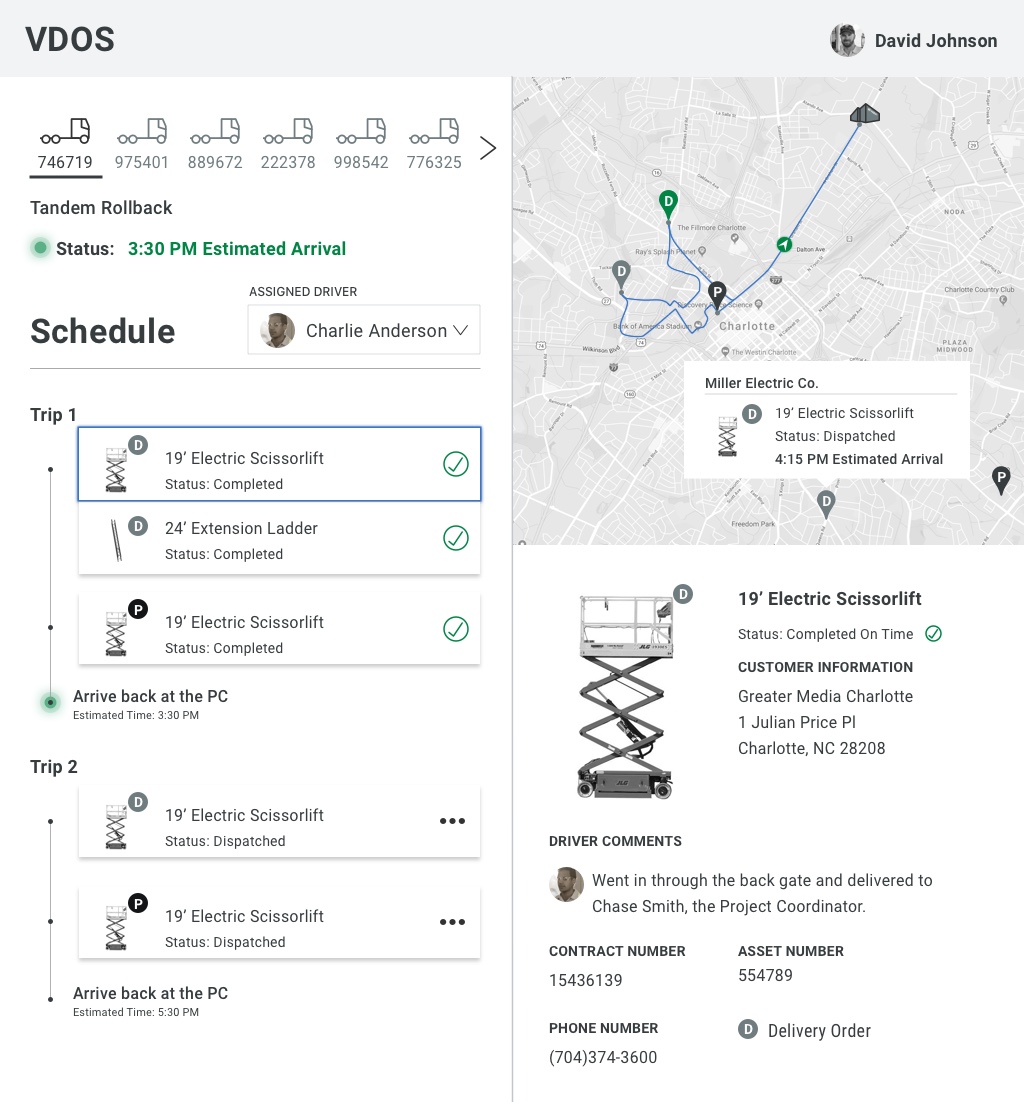 VDOS
David Johnson
746719 975401 889672 222378 998542 776325
Tandem Rollback
Status: 3:30 PM Estimated Arrival
ASSIGNED DRIVER
Schedule
Charlie Anderson
Trip 1
D
19’ Electric Scissorlift
Status: Completed
D
24’ Extension Ladder
Status: Completed
P
19’ Electric Scissorlift
Status: Completed
Arrive back at the PC
Estimated Time: 3:30 PM
Trip 2
D
19’ Electric Scissorlift
Status: Dispatched
P
19’ Electric Scissorlift
Status: Dispatched
Arrive back at the PC
Estimated Time: 5:30 PM
D
The Fillmore Charlotte
NODA
Dalton Ave
Ray's Splash Planet
D
P
Charlotte Country Club
Discovery Place Science
Bank of America Stadium
Charlotte
Wilkinson Blvd
The Westin Charlotte
PLAZA
MIDWOOD
Miller Electric Co.
D
19’ Electric Scissorlift
Status: Dispatched
4:15 PM Estimated Arrival
P
D
Freedom Park
D
JLG
JLG
19’ Electric Scissorlift
Status: Completed On Time
CUSTOMER INFORMATION
Greater Media Charlotte
1 Julian Price Pl
Charlotte, NC 28208
DRIVER COMMENTS
Went in through the back gate and delivered to
Chase Smith, the Project Coordinator.
CONTRACT NUMBER
15436139
ASSET NUMBER
554789
PHONE NUMBER
(704)374-3600
D Delivery Order